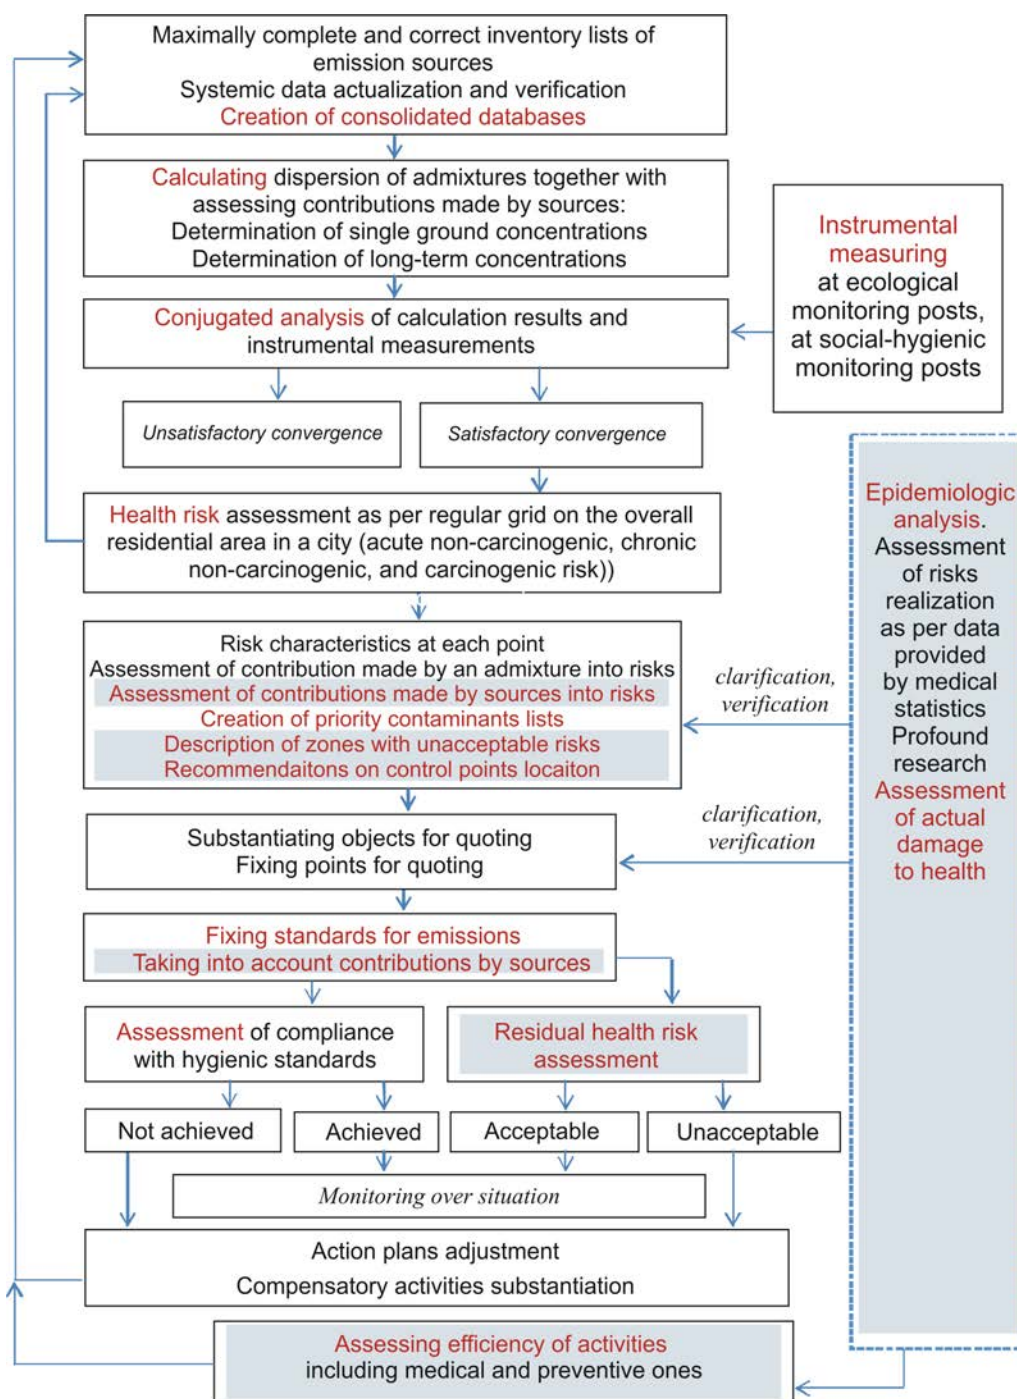 Maximally complete and correct inventory lists of
emission sources
Systemic data actualization and verification
Creation of consolidated databases
Calculating dispersion of admixtures together with
assessing contributions made by sources:
Determination of single ground concentrations
Determination of long-term concentrations
Instrumental
measuring
at ecological
monitoring posts,
at social-hygienic
monitoring posts
Conjugated analysis of calculation results and
instrumental measurements
Unsatisfactory convergence
Satisfactory convergence
Health risk assessment as per regular grid on the overall
residential area in a city (acute non-carcinogenic, chronic
non-carcinogenic, and carcinogenic risk))
Epidemiologic
analysis.
Assessment
of risks
realization
as per data
provided
by medical
statistics
Profound
research
Assessment
of actual
damage
to health
Risk characteristics at each point
Assessment of contribution made by an admixture into risks
Assessment of contributions made by sources into risks
Creation of priority contaminants lists
Description of zones with unacceptable risks
Recommendaitons on control points locaiton
clarification,
verification
Substantiating objects for quoting
Fixing points for quoting
clarification,
verification
Fixing standards for emissions
Taking into account contributions by sources
Assessment of compliance
with hygienic standards
Residual health risk
assessment
Not achieved
Achieved
Acceptable
Unacceptable
Monitoring over situation
Action plans adjustment
Compensatory activities substantiation
Assessing efficiency of activities
including medical and preventive ones